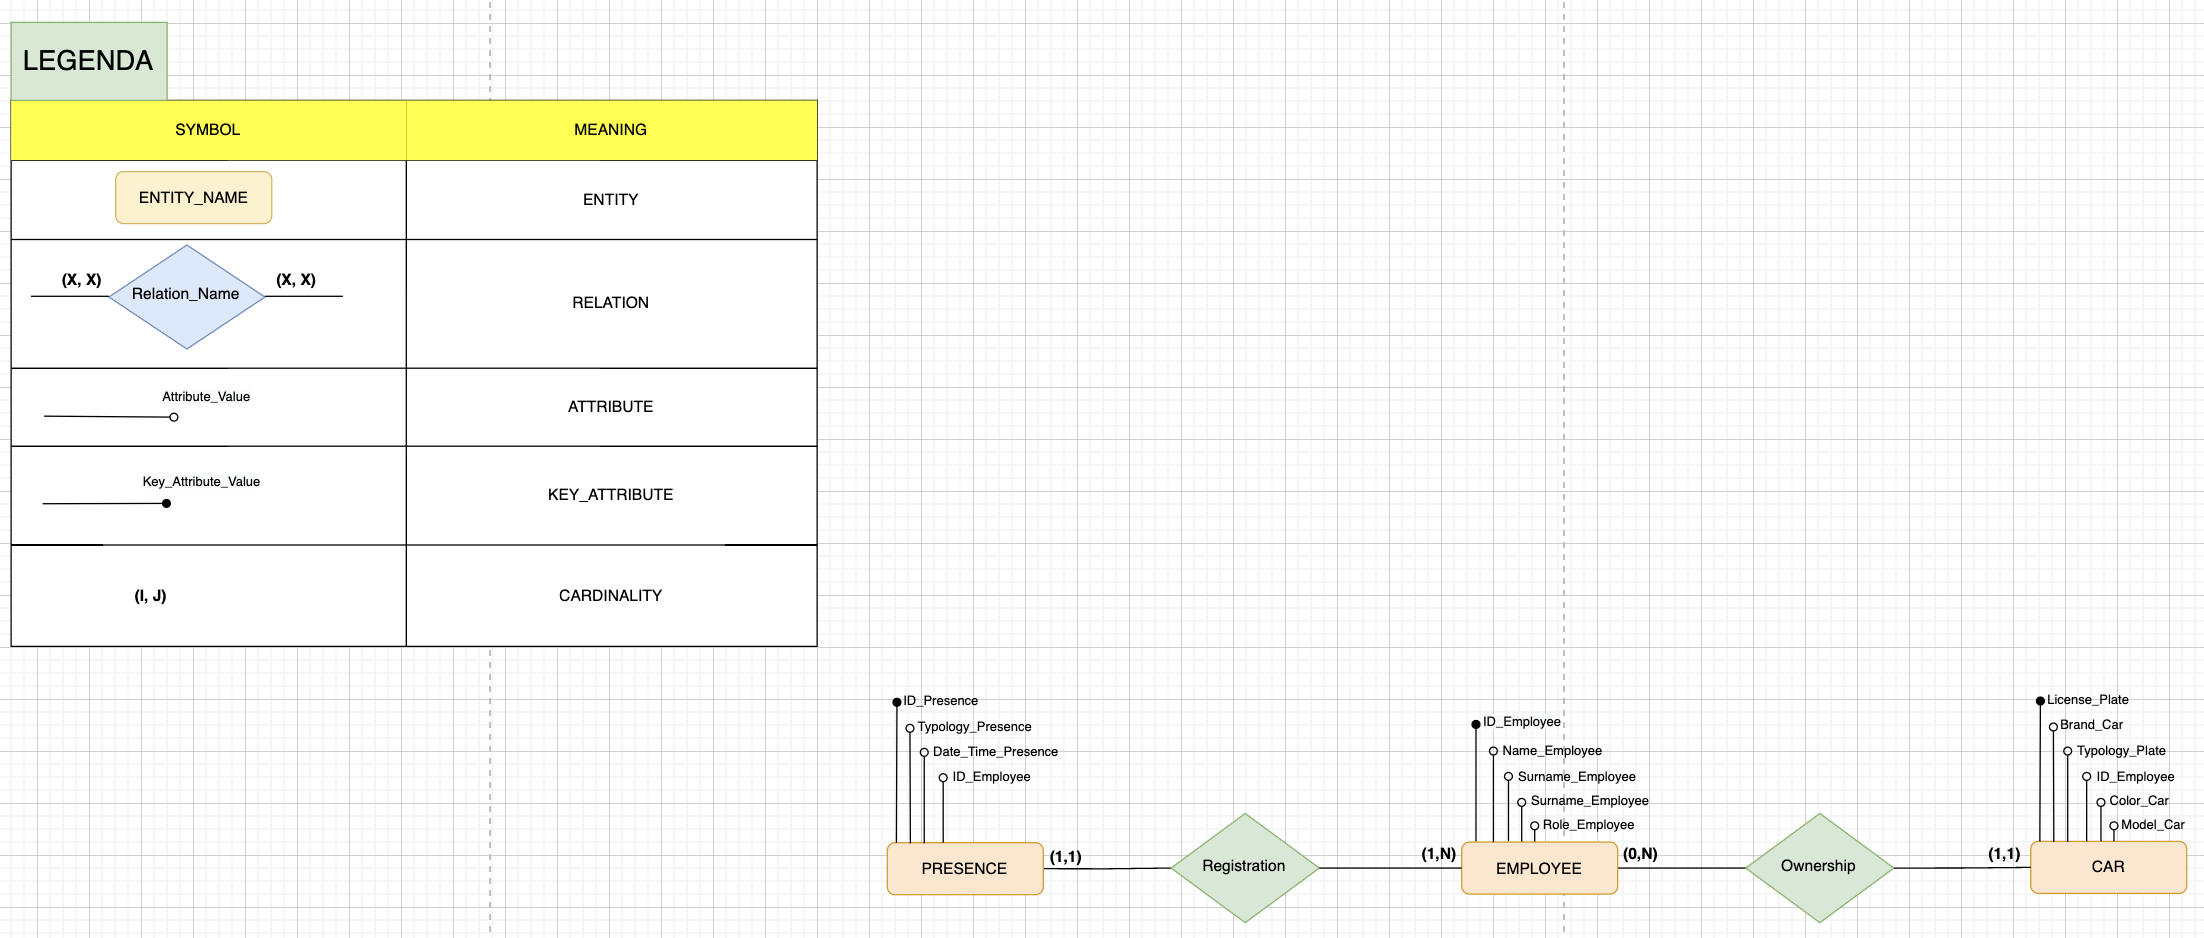 LEGENDA
SYMBOL MEANING
ENTITY_NAME ENTITY
(X, X) Relation_Name (X, X) RELATION
Attribute_Value ATTRIBUTE
Key_Attribute_Value KEY_ATTRIBUTE
(I, J) CARDINALITY
ID_Presence
Typology_Presence
Date_Time_Presence
ID_Employee
PRESENCE
(1,1)
Registration
(1,N)
ID_Employee
Name_Employee
Surname_Employee
Surname_Employee
Role_Employee
EMPLOYEE
(0,N)
Ownership
(1,1)
License_Plate
Brand_Car
Typology_Plate
ID_Employee
Color_Car
Model_Car
CAR